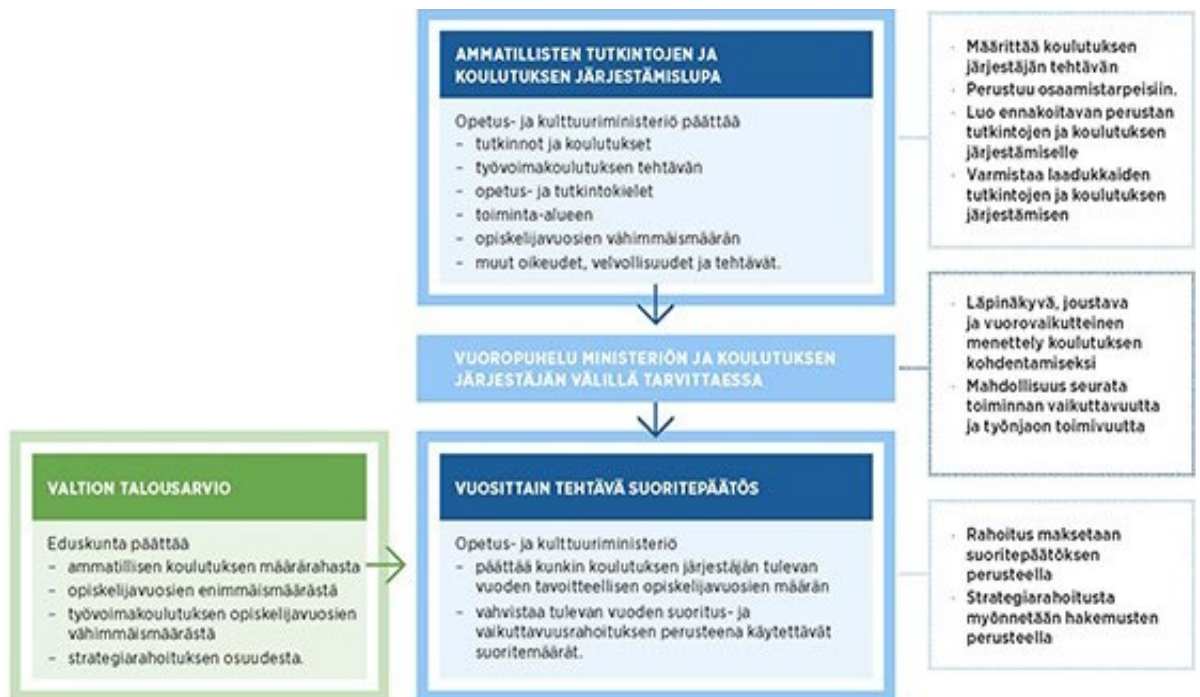 AMMATILLISTEN TUTKINTOJEN JA
KOULUTUKSEN JÄRJESTÄMISLUPA
Opetus- ja kulttuuriministeriö päättää
– tutkinnot ja koulutukset
– työvoimakoulutuksen tehtävän
– opetus- ja tutkintokielet
– toiminta-alueen
– opiskelijavuosien vähimmäismäärän
– muut oikeudet, velvollisuudet ja tehtävät.
· Määrittää koulutuksen
järjestäjän tehtävän
· Perustuu osaamistarpeisiin.
· Luo ennakoitavan perustan
tutkintojen ja koulutuksen
järjestämiselle
· Varmistaa laadukkaiden
tutkintojen ja koulutuksen
järjestämisen
VUOROPUHELU MINISTERIÖN JA KOULUTUKSEN
JÄRJESTÄJÄN VÄLILLÄ TARVITTAESSA
· Läpinäkyvä, joustava
ja vuorovaikutteinen
menettely koulutuksen
kohdentamiseksi
· Mahdollisuus seurata
toiminnan vaikuttavuutta
ja työnjaon toimivuutta
VALTION TALOUSARVIO
Eduskunta päättää
– ammatillisen koulutuksen määrärahasta
– opiskelijavuosien enimmäismäärästä
– työvoimakoulutuksen opiskelijavuosien
vähimmäismäärästä
– strategiarahoituksen osuudesta.
VUOSITTAIN TEHTÄVÄ SUORITEPÄÄTÖS
Opetus- ja kulttuuriministeriö
– päättää kunkin koulutuksen järjestäjän tulevan
vuoden tavoitteellisen opiskelijavuosien määrän
– vahvistaa tulevan vuoden suoritus- ja
vaikuttavuusrahoituksen perusteena käytettävät
suoritemäärät.
· Rahoitus maksetaan
suoritepäätöksen
perusteella
· Strategiarahoitusta
myönnetään hakemusten
perusteella